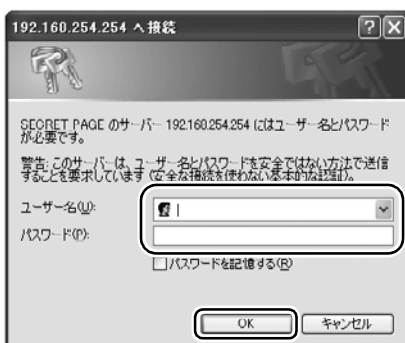 192.160.254.254 へ接続
SECRET PAGE のサーバー 192.160.254.254 にはユーザー名とパスワード
が必要です。
警告: このサーバーは、ユーザー名とパスワードを安全ではない方法で送信
することを要求しています (安全な接続を使わない基本的な認証)。
ユーザー名(U):
パスワード(P):
パスワードを記憶する(R)
OK キャンセル